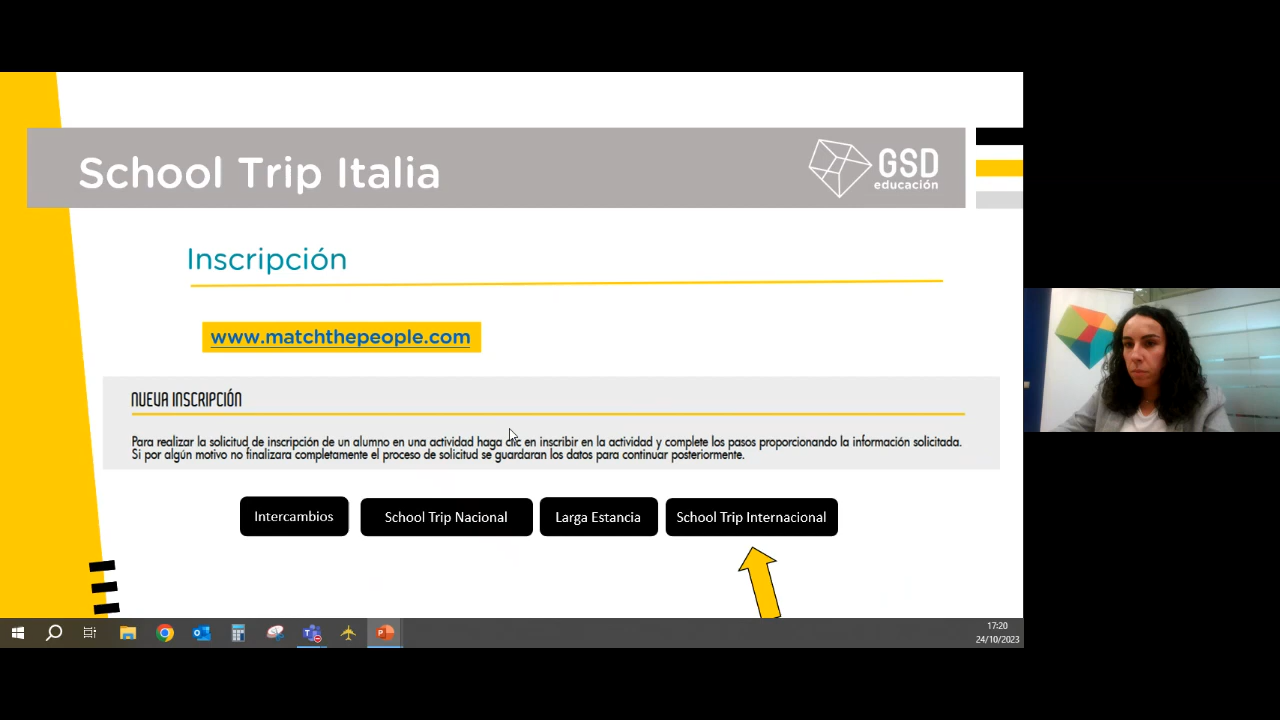 School Trip Italia
GSD
educación
Inscripción
www.matchthepeople.com
NUEVA INSCRIPCIÓN
Para realizar la solicitud de inscripción de un alumno en una actividad haga clic en inscribir en la actividad y complete los pasos proporcionando la información solicitada.
Si por algún motivo no finalizara completamente el proceso de solicitud se guardaran los datos para continuar posteriormente.
Intercambios
School Trip Nacional
Larga Estancia
School Trip Internacional
17:20
24/10/2023